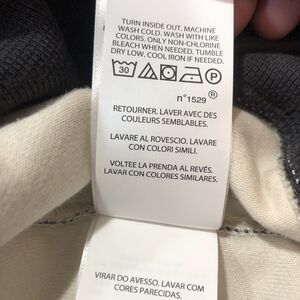 TURN INSIDE OUT. MACHINE
WASH COLD. WASH WITH LIKE
COLORS. ONLY NON-CHLORINE
BLEACH WHEN NEEDED. TUMBLE
DRY LOW. COOL IRON IF NEEDED.
30 P
®
n°1529
RETOURNER. LAVER AVEC DES
COULEURS SEMBLABLES.
LAVARE AL ROVESCIO. LAVARE
CON COLORI SIMILI.
VOLTEE LA PRENDA AL REVÉS.
LAVAR EN COLORES SIMILARES.
VIRAR DO AVESSO. LAVAR COM
CORES PARECIDAS.